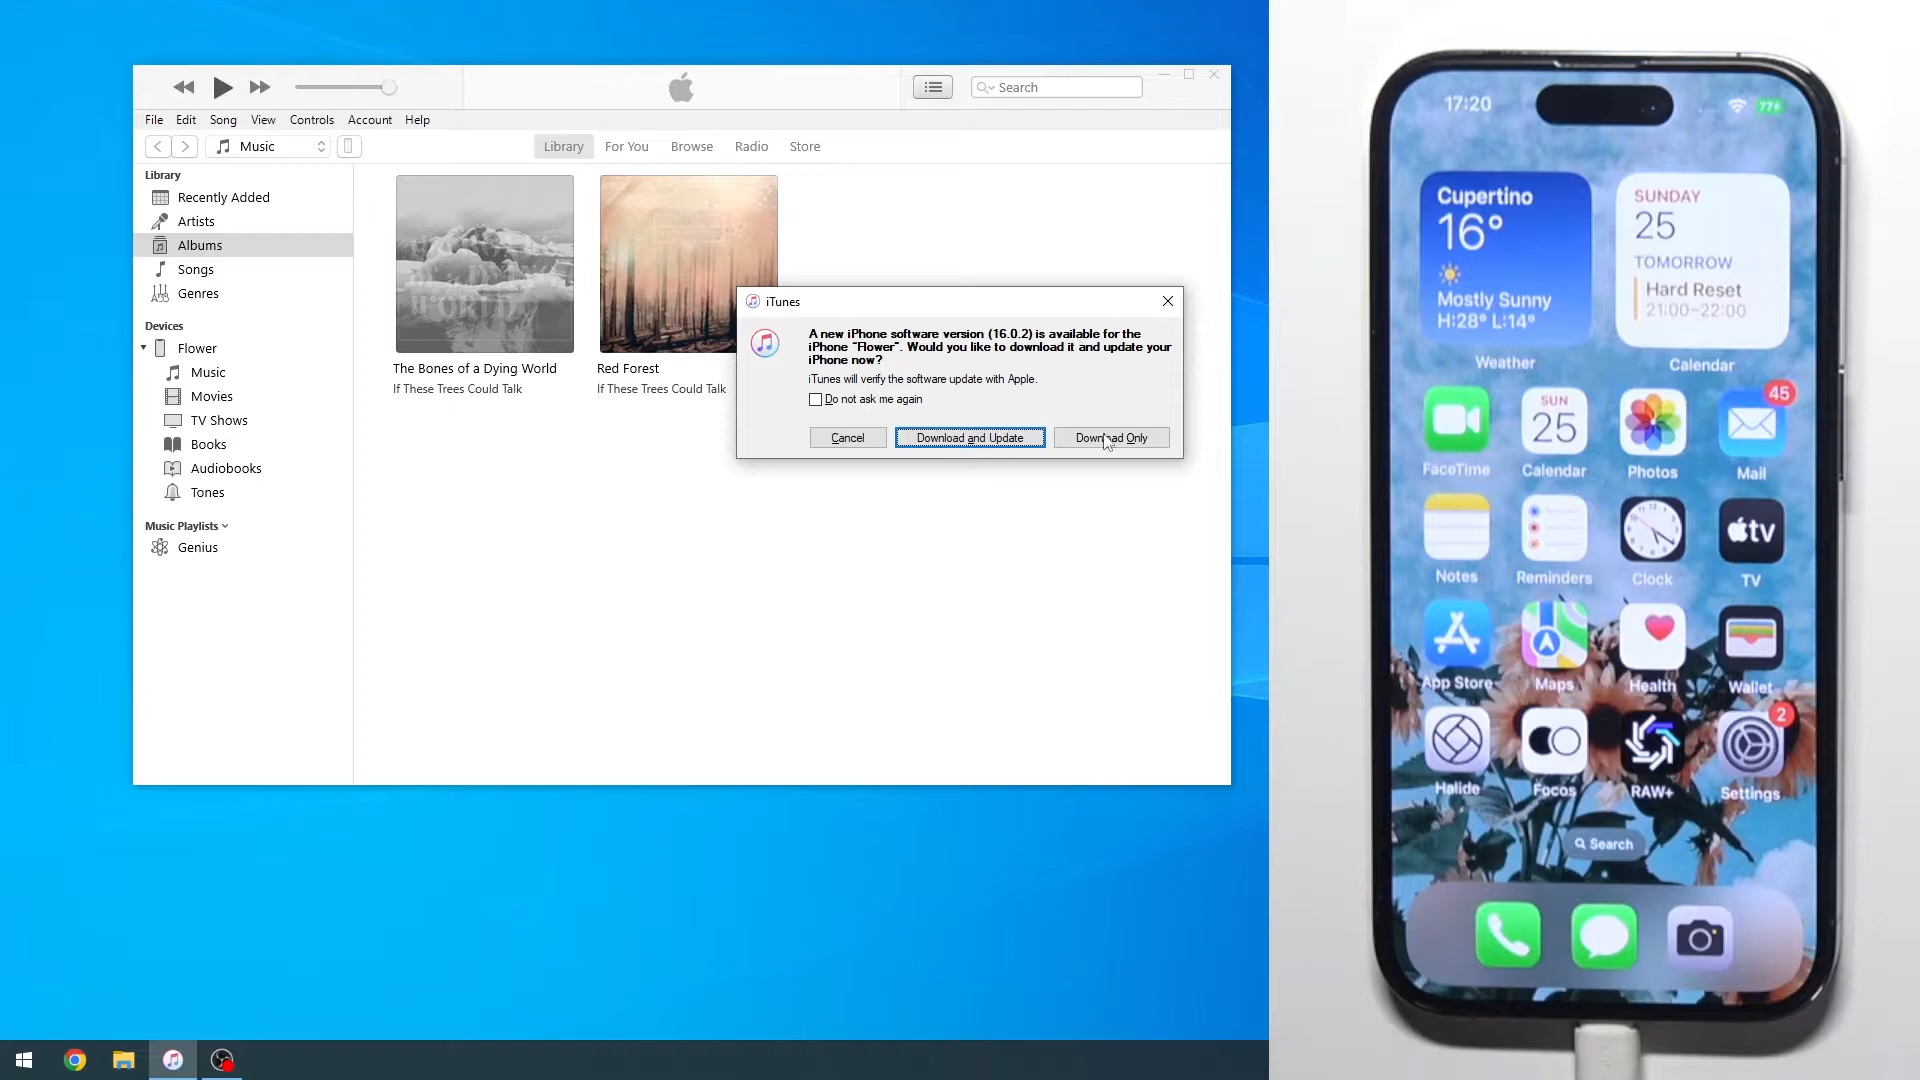 Search
File Edit Song View Controls Account Help
Music
Library For You Browse Radio Store
Library
Recently Added
Artists
Albums
Songs
Genres
Devices
Flower
Music
Movies
TV Shows
Books
Audiobooks
Tones
Music Playlists
Genius
The Bones of a Dying World
If These Trees Could Talk
Red Forest
If These Trees Could Talk
iTunes
A new iPhone software version (16.0.2) is available for the
iPhone "Flower". Would you like to download it and update your
iPhone now?
iTunes will verify the software update with Apple.
Do not ask me again
Cancel Download and Update Download Only
17:20
Cupertino
16°
Mostly Sunny
H:28° L:14°
Weather
SUNDAY
25
TOMORROW
Hard Reset
21:00–22:00
Calendar
45
SUN
25
FaceTime Calendar Photos Mail
tv
Notes Reminders Clock TV
App Store Maps Health Wallet
2
Halide Focos RAW+ Settings
Search